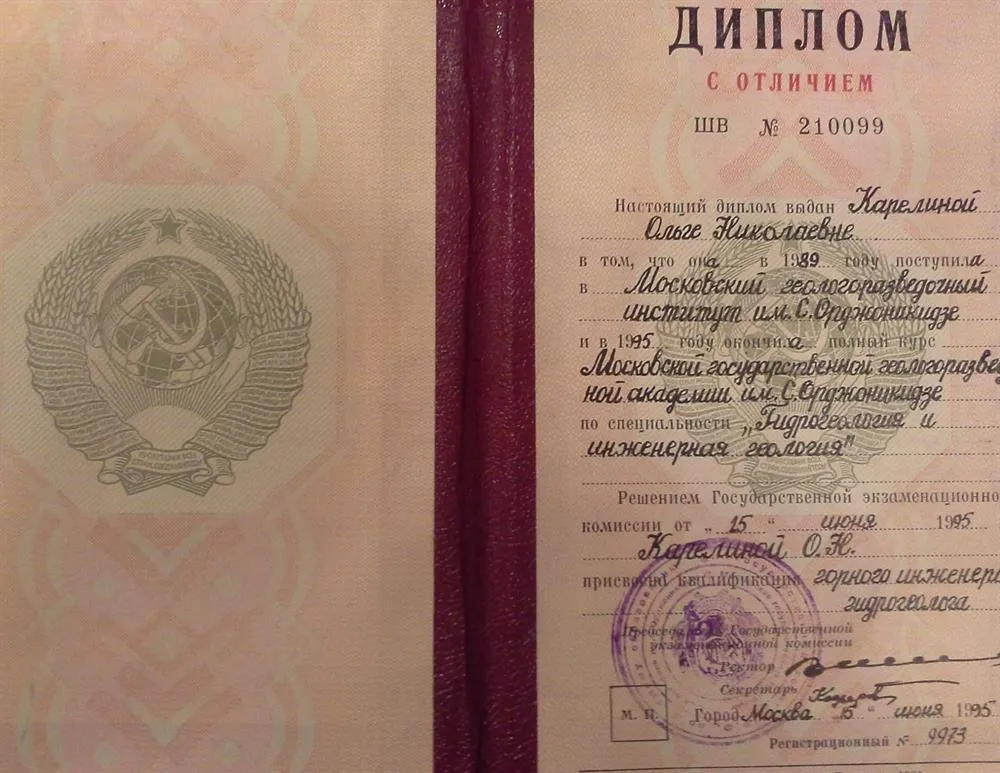 ДИПЛОМ
С ОТЛИЧИЕМ
ШВ № 210099
Настоящий диплом выдан Карелиной
Ольге Николаевне
в том, что она в 1989 году поступила
в Московский геологоразведочный
институт им. С. Орджоникидзе
и в 1995 году окончила полный курс
Московской государственной геологоразвед
ной академии им. С. Орджоникидзе
по специальности „Гидрогеология и
инженерная геология"
Решением Государственной экзаменационно
комиссии от „ 15 " июня 1995
Карелиной О. Н.
присвоена квалификация горного инженера
гидрогеолога
Председатель Государственной
экзаменационной комиссии
Ректор
Секретарь
М. П. Город Москва 15 " июня 1995
Регистрационный № 9973